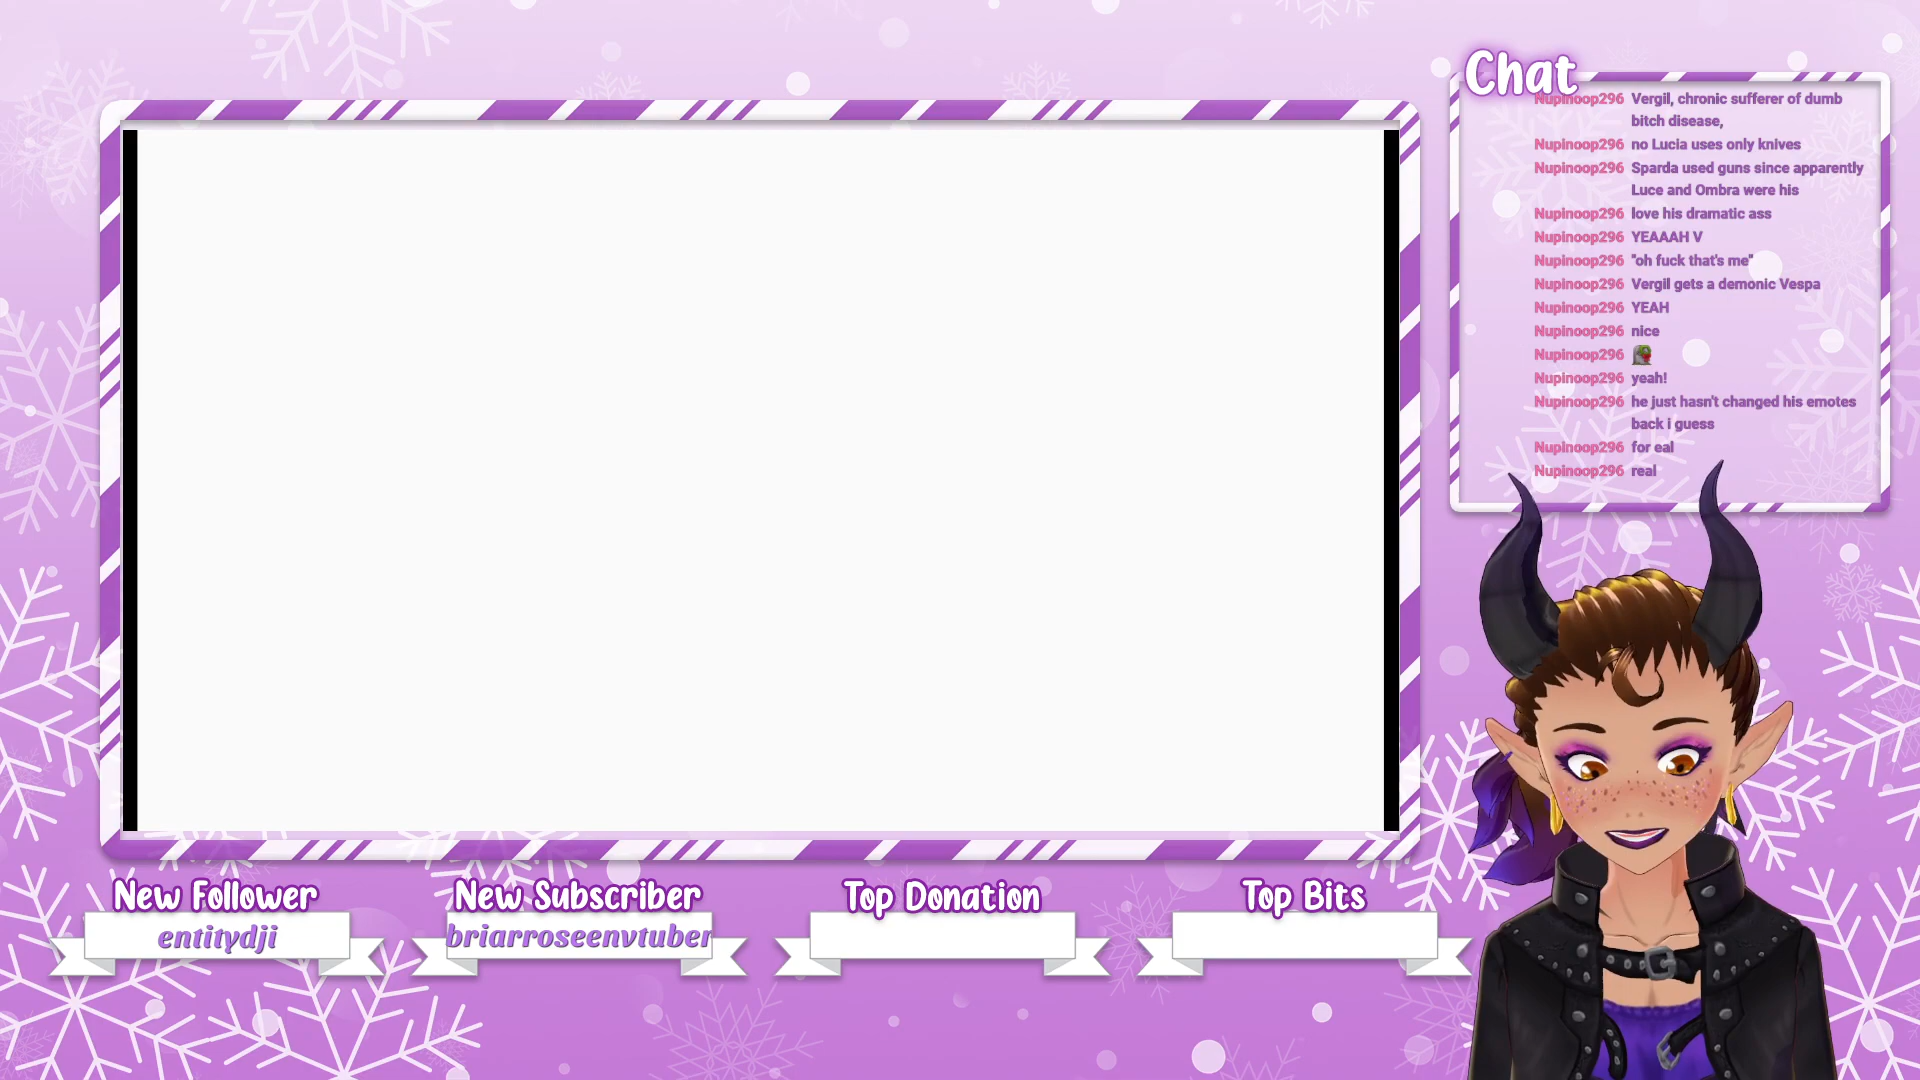 Chat
Nupinoop296 Vergil, chronic sufferer of dumb
bitch disease,
Nupinoop296 no Lucia uses only knives
Nupinoop296 Sparda used guns since apparently
Luce and Ombra were his
Nupinoop296 love his dramatic ass
Nupinoop296 YEAAAH V
Nupinoop296 "oh fuck that's me"
Nupinoop296 Vergil gets a demonic Vespa
Nupinoop296 YEAH
Nupinoop296 nice
Nupinoop296
Nupinoop296 yeah!
Nupinoop296 he just hasn't changed his emotes
back i guess
Nupinoop296 for eal
Nupinoop296 real
New Follower
entitydji
New Subscriber
briarroseenvtuber
Top Donation
Top Bits